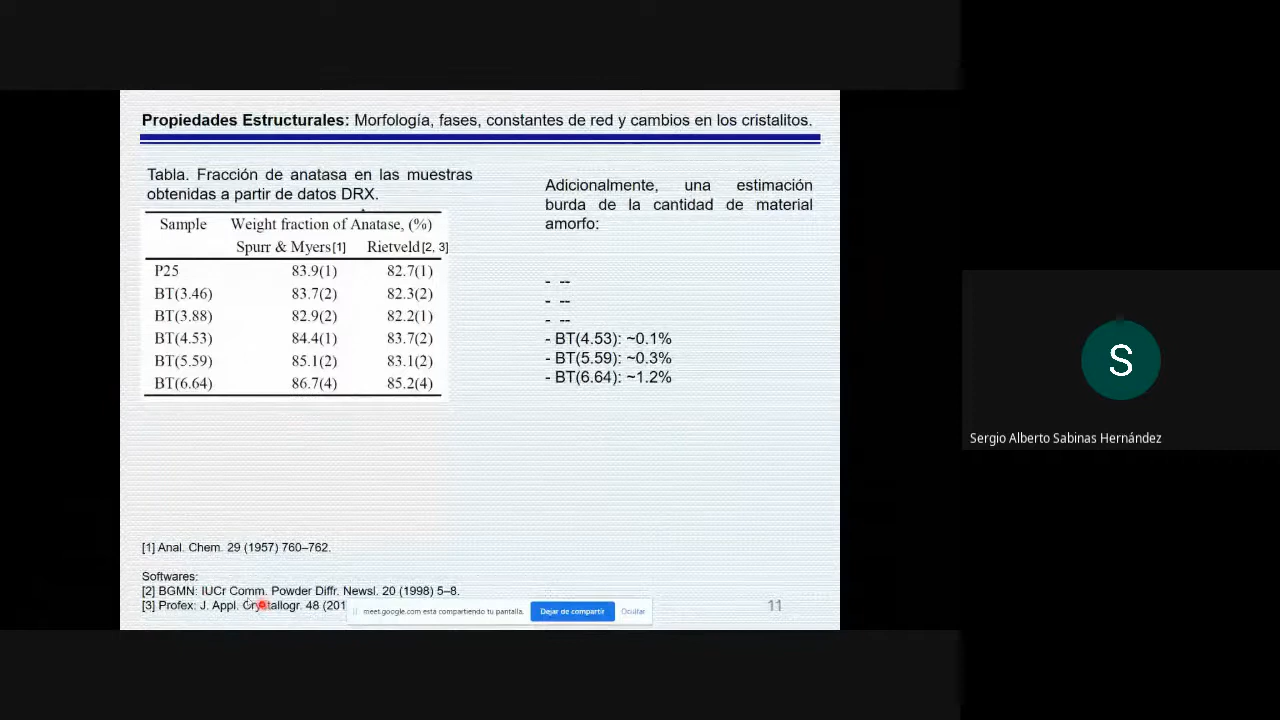 Propiedades Estructurales: Morfología, fases, constantes de red y cambios en los cristalitos.
Tabla. Fracción de anatasa en las muestras
obtenidas a partir de datos DRX.
Sample Weight fraction of Anatase, (%)
Spurr & Myers[1] Rietveld[2, 3]
P25 83.9(1) 82.7(1)
BT(3.46) 83.7(2) 82.3(2)
BT(3.88) 82.9(2) 82.2(1)
BT(4.53) 84.4(1) 83.7(2)
BT(5.59) 85.1(2) 83.1(2)
BT(6.64) 86.7(4) 85.2(4)
Adicionalmente, una estimación
burda de la cantidad de material
amorfo:
- --
- --
- --
- BT(4.53): ~0.1%
- BT(5.59): ~0.3%
- BT(6.64): ~1.2%
[1] Anal. Chem. 29 (1957) 760–762.
Softwares:
[2] BGMN: IUCr Comm. Powder Diffr. Newsl. 20 (1998) 5–8.
[3] Profex: J. Appl. Crystallogr. 48 (201
meet.google.com está compartiendo tu pantalla.
Dejar de compartir
Ocultar
11
S
Sergio Alberto Sabinas Hernández